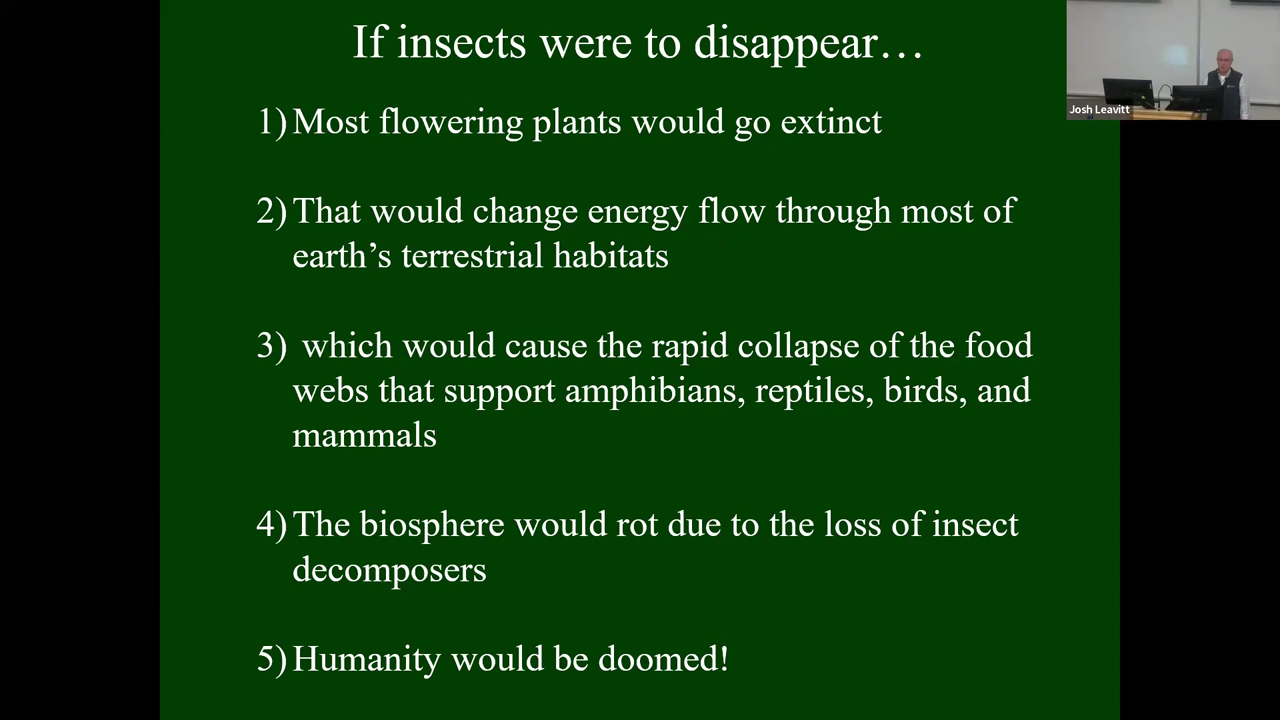 If insects were to disappear…
Josh Leavitt
1) Most flowering plants would go extinct
2) That would change energy flow through most of
earth’s terrestrial habitats
3) which would cause the rapid collapse of the food
webs that support amphibians, reptiles, birds, and
mammals
4) The biosphere would rot due to the loss of insect
decomposers
5) Humanity would be doomed!